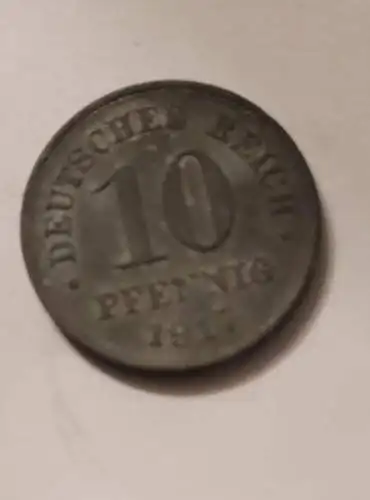 DEUTSCHES REICH
10
PFENNIG